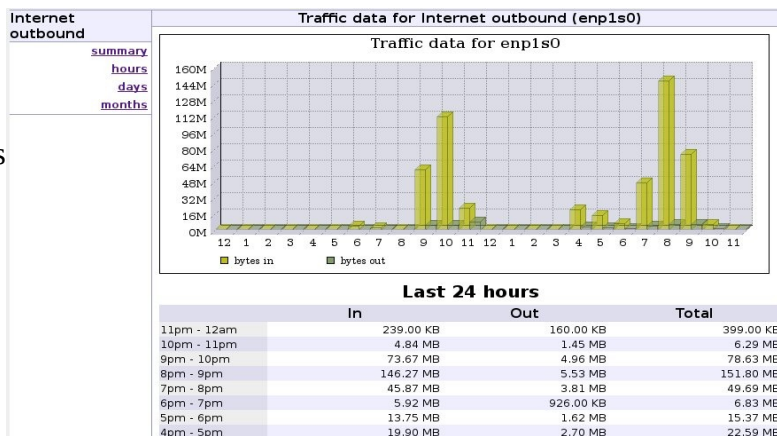 Internet
outbound
summary
hours
days
months
s
Traffic data for Internet outbound (enp1s0)
Traffic data for enp1s0
160M
144M
128M
112M
96M
80M
64M
48M
32M
16M
0M
12 1 2 3 4 5 6 7 8 9 10 11 12 1 2 3 4 5 6 7 8 9 10 11
bytes in bytes out
Last 24 hours
In Out Total
11pm - 12am 239.00 KB 160.00 KB 399.00 KB
10pm - 11pm 4.84 MB 1.45 MB 6.29 MB
9pm - 10pm 73.67 MB 4.96 MB 78.63 MB
8pm - 9pm 146.27 MB 5.53 MB 151.80 MB
7pm - 8pm 45.87 MB 3.81 MB 49.69 MB
6pm - 7pm 5.92 MB 926.00 KB 6.83 MB
5pm - 6pm 13.75 MB 1.62 MB 15.37 MB
4pm - 5pm 19.90 MB 2.70 MB 22.59 MB